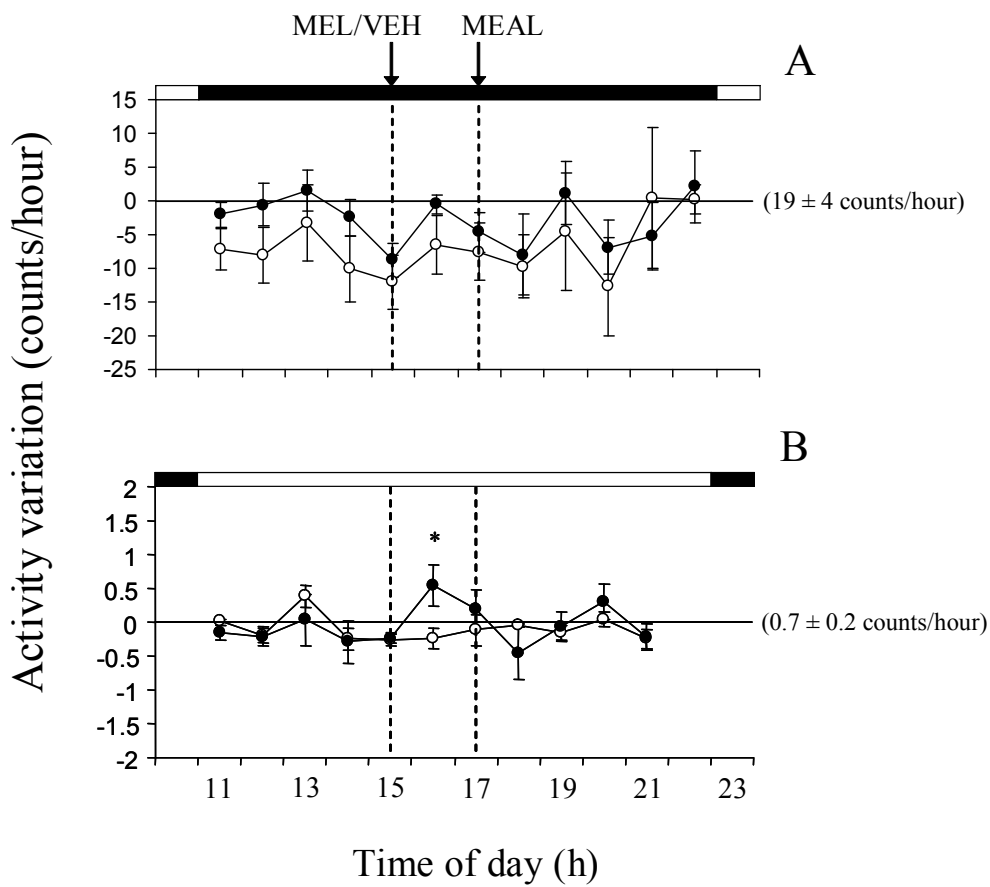 MEL/VEH MEAL
A
15
10
5
0
-5
-10
-15
-20
-25
(19 ± 4 counts/hour)
Activity variation (counts/hour)
B
2
1.5
1
0.5
0
-0.5
-1
-1.5
-2
*
(0.7 ± 0.2 counts/hour)
11 13 15 17 19 21 23
Time of day (h)